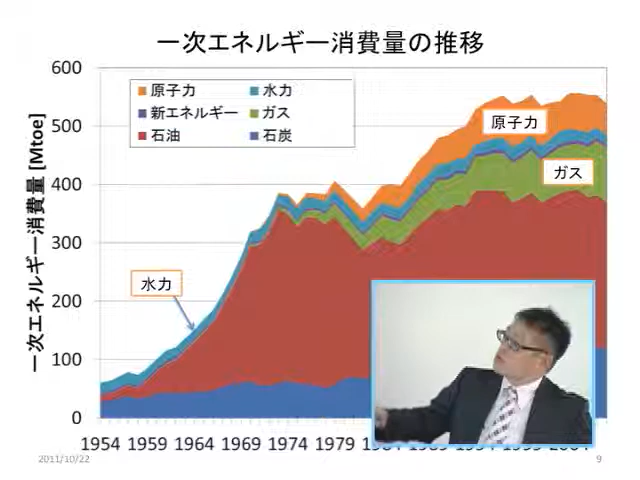 一次エネルギー消費量の推移
一次エネルギー消費量 [Mtoe]
600
500
400
300
200
100
0
原子力 水力
新エネルギー ガス
石油 石炭
原子力
ガス
水力
1954 1959 1964 1969 1974 1979
2011/10/22
9